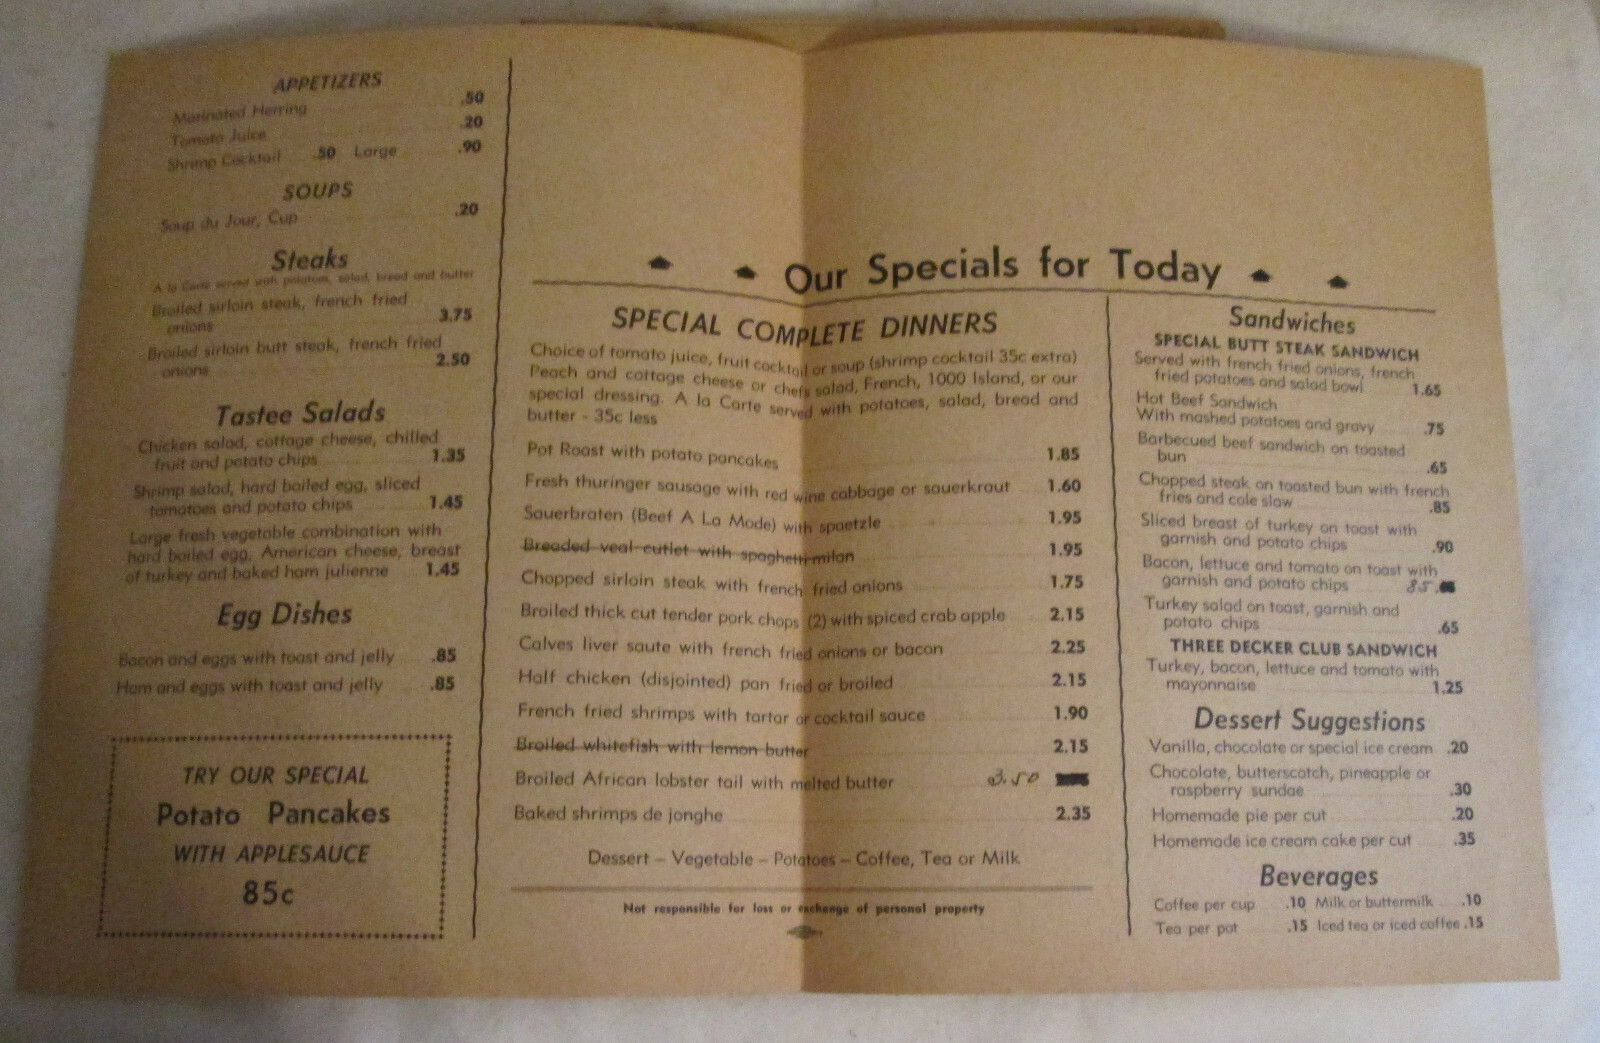 APPETIZERS
Marinated Herring .50
Tomato Juice .20
Shrimp Cocktail .50 Large .90
SOUPS
Soup du Jour, Cup .20
Steaks
A la Carte served with potatoes, salad, bread and butter
Broiled sirloin steak, french fried
onions 3.75
Broiled sirloin butt steak, french fried
onions 2.50
Tastee Salads
Chicken salad, cottage cheese, chilled
fruit and potato chips 1.35
Shrimp salad, hard boiled egg, sliced
tomatoes and potato chips 1.45
Large fresh vegetable combination with
hard boiled egg, American cheese, breast
of turkey and baked ham julienne 1.45
Egg Dishes
Bacon and eggs with toast and jelly .85
Ham and eggs with toast and jelly .85
TRY OUR SPECIAL
Potato Pancakes
WITH APPLESAUCE
85c
Our Specials for Today
SPECIAL COMPLETE DINNERS
Choice of tomato juice, fruit cocktail or soup (shrimp cocktail 35c extra)
Peach and cottage cheese or chefs salad, French, 1000 Island, or our
special dressing. A la Carte served with potatoes, salad, bread and
butter - 35c less
Pot Roast with potato pancakes 1.85
Fresh thuringer sausage with red wine cabbage or sauerkraut 1.60
Sauerbraten (Beef A La Mode) with spaetzle 1.95
Breaded veal cutlet with spaghetti milan 1.95
Chopped sirloin steak with french fried onions 1.75
Broiled thick cut tender pork chops (2) with spiced crab apple 2.15
Calves liver saute with french fried onions or bacon 2.25
Half chicken (disjointed) pan fried or broiled 2.15
French fried shrimps with tartar or cocktail sauce 1.90
Broiled whitefish with lemon butter 2.15
Broiled African lobster tail with melted butter 3.50
Baked shrimps de jonghe 2.35
Dessert – Vegetable – Potatoes – Coffee, Tea or Milk
Not responsible for loss or exchange of personal property
Sandwiches
SPECIAL BUTT STEAK SANDWICH
Served with french fried onions, french
fried potatoes and salad bowl 1.65
Hot Beef Sandwich
With mashed potatoes and gravy .75
Barbecued beef sandwich on toasted
bun .65
Chopped steak on toasted bun with french
fries and cole slaw .85
Sliced breast of turkey on toast with
garnish and potato chips .90
Bacon, lettuce and tomato on toast with
garnish and potato chips 85.
Turkey salad on toast, garnish and
potato chips .65
THREE DECKER CLUB SANDWICH
Turkey, bacon, lettuce and tomato with
mayonnaise 1.25
Dessert Suggestions
Vanilla, chocolate or special ice cream .20
Chocolate, butterscotch, pineapple or
raspberry sundae .30
Homemade pie per cut .20
Homemade ice cream cake per cut .35
Beverages
Coffee per cup .10 Milk or buttermilk .10
Tea per pot .15 Iced tea or iced coffee .15